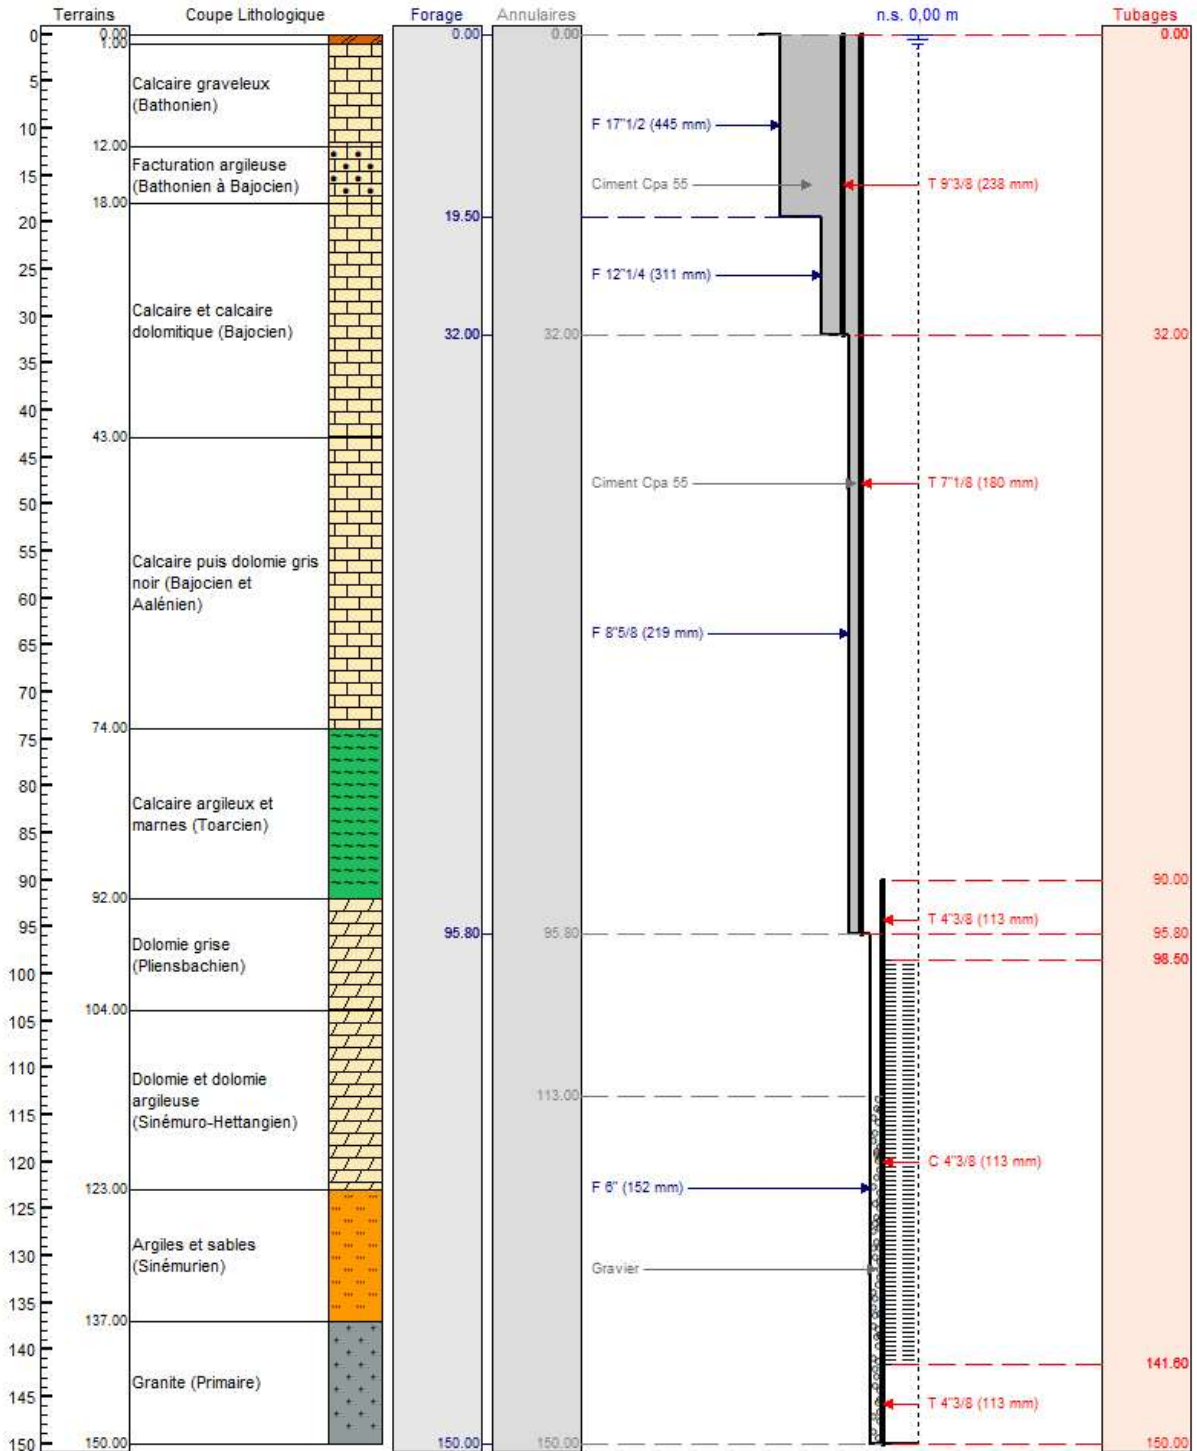 Terrains Coupe Lithologique Forage Annulaires n.s. 0,00 m Tubages
0 0.00 0.00 0.00 0.00
1.00
Calcaire graveleux
(Bathonien)
5
10 F 17"1/2 (445 mm)
12.00
Facturation argileuse
(Bathonien à Bajocien)
15 Ciment Cpa 55 T 9"3/8 (238 mm)
18.00
19.50
20
25 F 12"1/4 (311 mm)
Calcaire et calcaire
dolomitique (Bajocien)
30
32.00 32.00 32.00
35
40
43.00
45
Ciment Cpa 55 T 7"1/8 (180 mm)
50
55
Calcaire puis dolomie gris
noir (Bajocien et
Aalénien)
60
F 8"5/8 (219 mm)
65
70
74.00
75
80
Calcaire argileux et
marnes (Toarcien)
85
90 90.00
92.00
T 4"3/8 (113 mm)
95 95.80 95.80 95.80
Dolomie grise
(Pliensbachien)
98.50
100
104.00
105
110
Dolomie et dolomie
argileuse
(Sinémuro-Hettangien)
113.00
115
120 C 4"3/8 (113 mm)
123.00 F 6" (152 mm)
125
Argiles et sables
(Sinémurien)
130
Gravier
135
137.00
140
141.60
Granite (Primaire)
145 T 4"3/8 (113 mm)
150 150.00 150.00 150.00 150.00